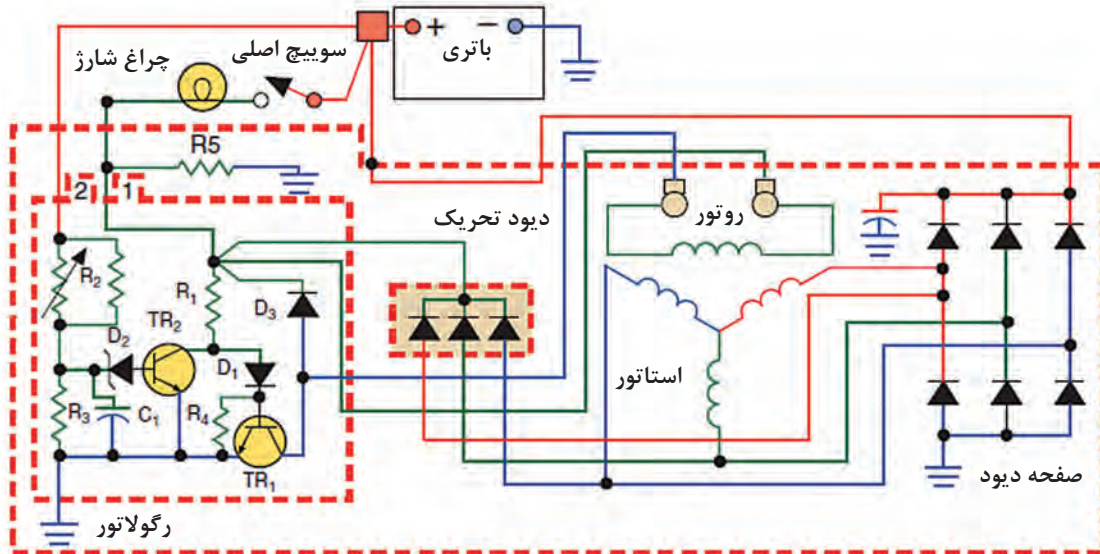 + −
باتری
سوییچ اصلی
چراغ شارژ
R5
2 1
دیود تحریک
روتور
R2
R1
D3
TR2
D2
D1
استاتور
R3
C1
R4
TR1
صفحه دیود
رگولاتور